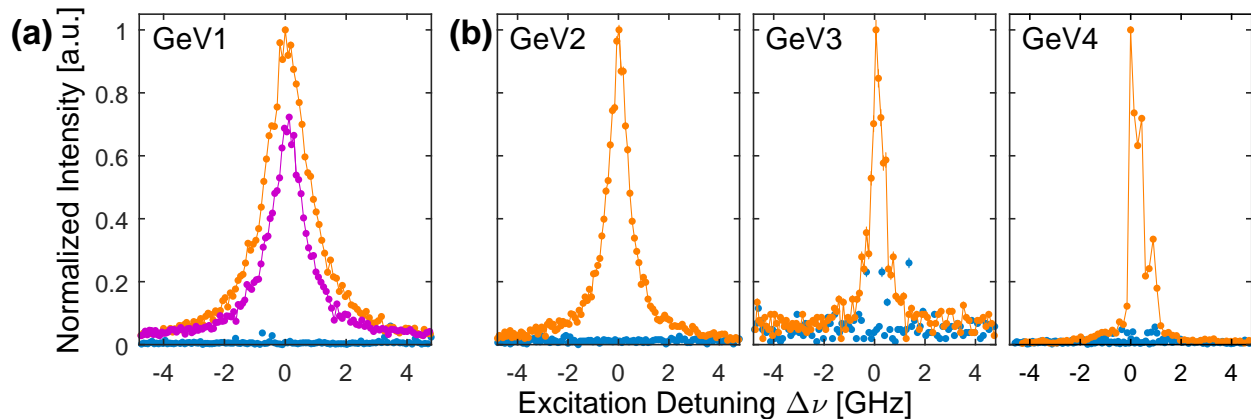 (a)
GeV1
(b)
GeV2
GeV3
GeV4
Normalized Intensity [a.u.]
1
0.8
0.6
0.4
0.2
0
-4 -2 0 2 4
-4 -2 0 2 4
-4 -2 0 2 4
-4 -2 0 2 4
Excitation Detuning Δν [GHz]